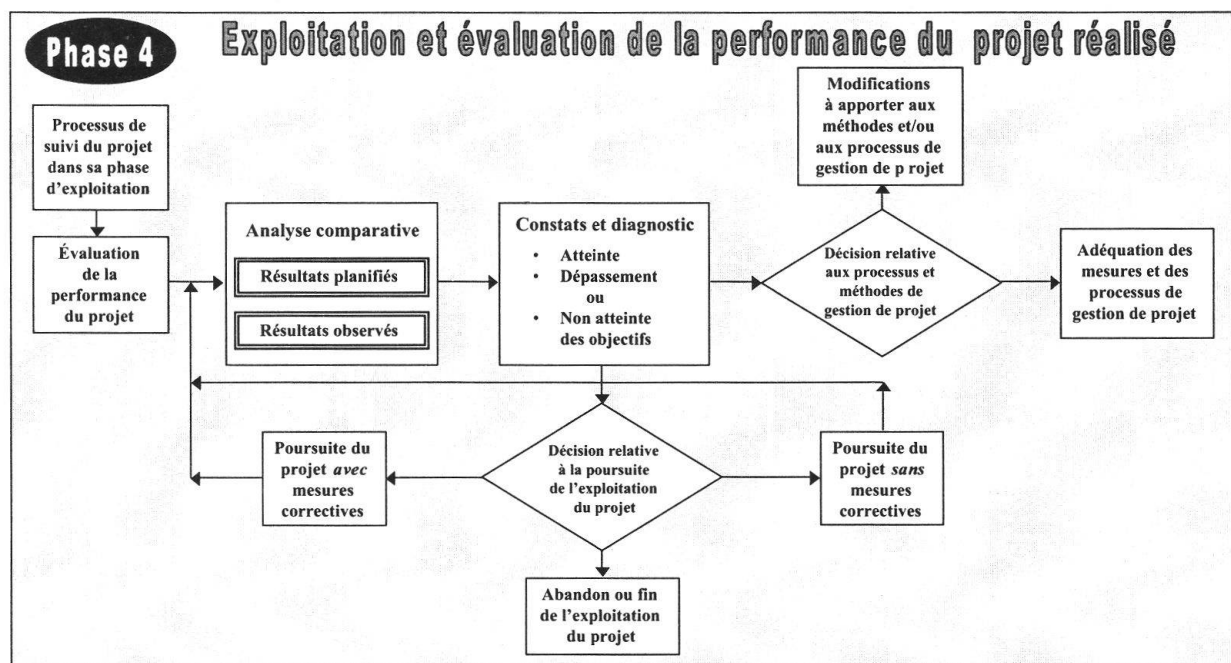 Phase 4
Exploitation et évaluation de la performance du projet réalisé
Processus de
suivi du projet
dans sa phase
d'exploitation
Évaluation
de la
performance
du projet
Analyse comparative
Résultats planifiés
Résultats observés
Constats et diagnostic
• Atteinte
• Dépassement
ou
• Non atteinte
des objectifs
Modifications
à apporter aux
méthodes et/ou
aux processus de
gestion de p rojet
Décision relative
aux processus et
méthodes de
gestion de projet
Adéquation des
mesures et des
processus de
gestion de projet
Poursuite du
projet avec
mesures
correctives
Décision relative
à la poursuite
de l'exploitation
du projet
Poursuite du
projet sans
mesures
correctives
Abandon ou fin
de l'exploitation
du projet